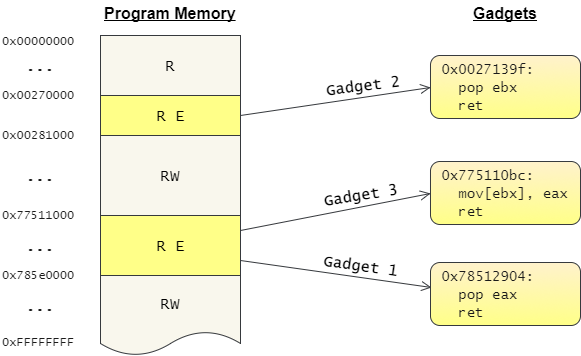 Program Memory
Gadgets
0x00000000
...
0x00270000
0x00281000
...
0x77511000
...
0x785e0000
...
0xFFFFFFFF
R
R E
RW
R E
RW
Gadget 2
Gadget 3
Gadget 1
0x0027139f:
pop ebx
ret
0x775110bc:
mov[ebx], eax
ret
0x78512904:
pop eax
ret